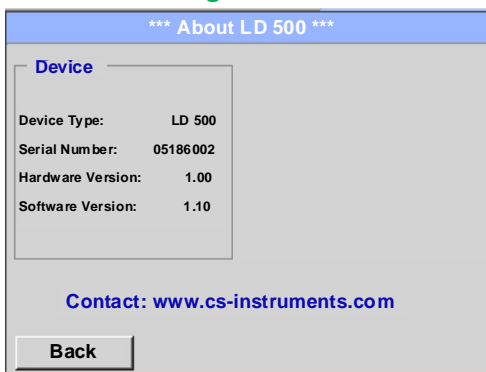 *** About LD 500 ***
Device
Device Type: LD 500
Serial Number: 05186002
Hardware Version: 1.00
Software Version: 1.10
Contact: www.cs-instruments.com
Back